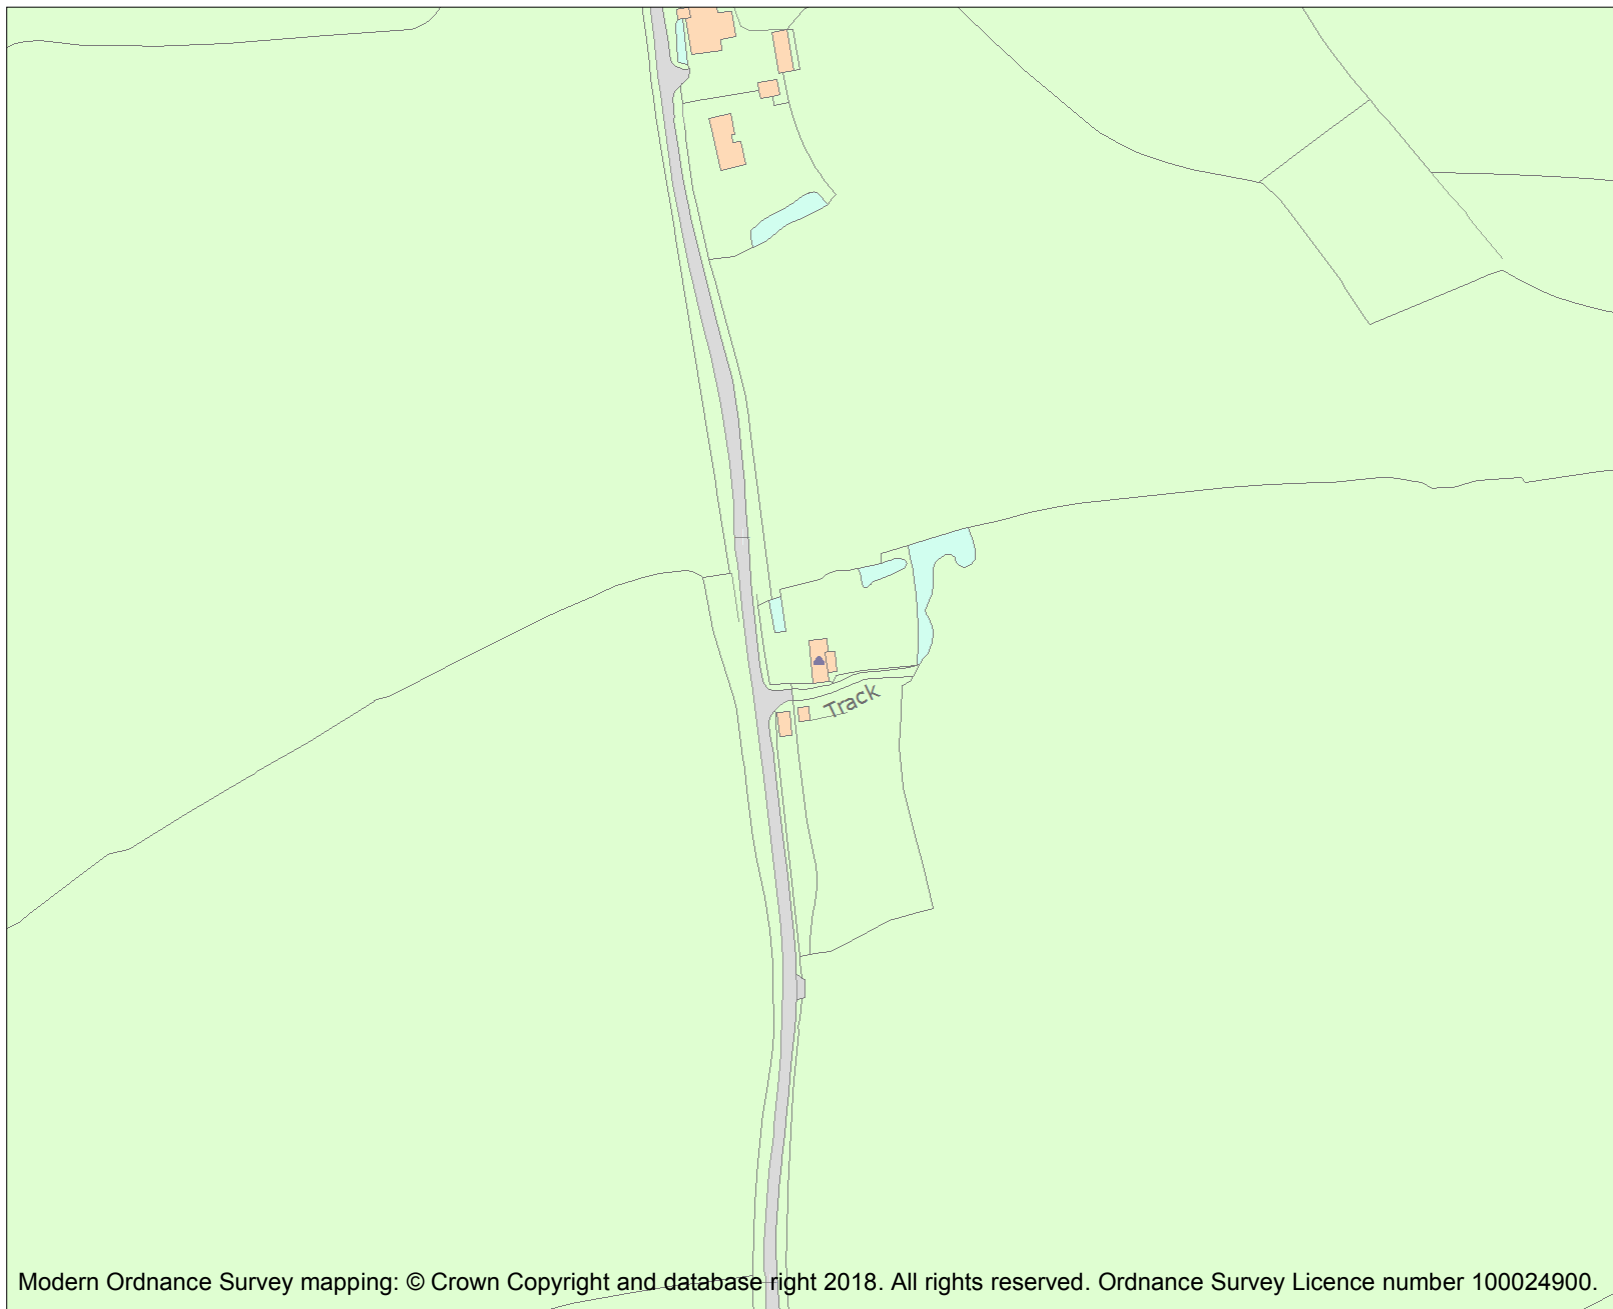 Track
Modern Ordnance Survey mapping: © Crown Copyright and database right 2018. All rights reserved. Ordnance Survey Licence number 100024900.